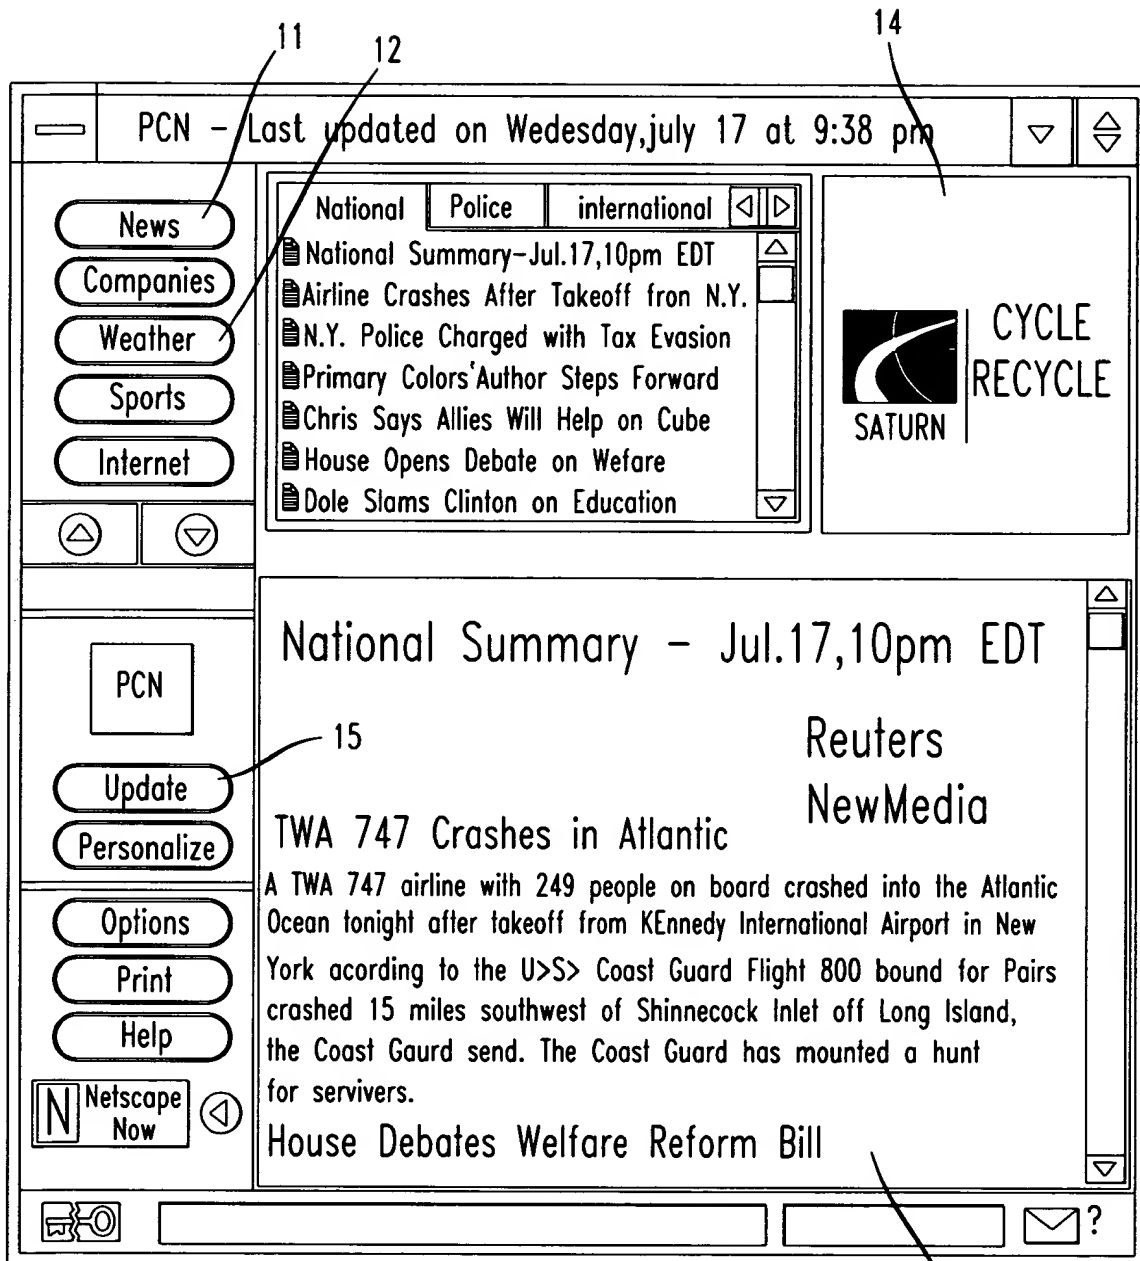 11
12
14
PCN - Last updated on Wedesday,july 17 at 9:38 pm
News
Companies
Weather
Sports
Internet
National Police international
National Summary-Jul.17,10pm EDT
Airline Crashes After Takeoff fron N.Y.
N.Y. Police Charged with Tax Evasion
Primary Colors'Author Steps Forward
Chris Says Allies Will Help on Cube
House Opens Debate on Wefare
Dole Slams Clinton on Education
SATURN
CYCLE
RECYCLE
PCN
15
Update
Personalize
Options
Print
Help
N Netscape
Now
National Summary - Jul.17,10pm EDT
Reuters
NewMedia
TWA 747 Crashes in Atlantic
A TWA 747 airline with 249 people on board crashed into the Atlantic
Ocean tonight after takeoff from KEnnedy International Airport in New
York acording to the U>S> Coast Guard Flight 800 bound for Pairs
crashed 15 miles southwest of Shinnecock Inlet off Long Island,
the Coast Gaurd send. The Coast Guard has mounted a hunt
for servivers.
House Debates Welfare Reform Bill
?